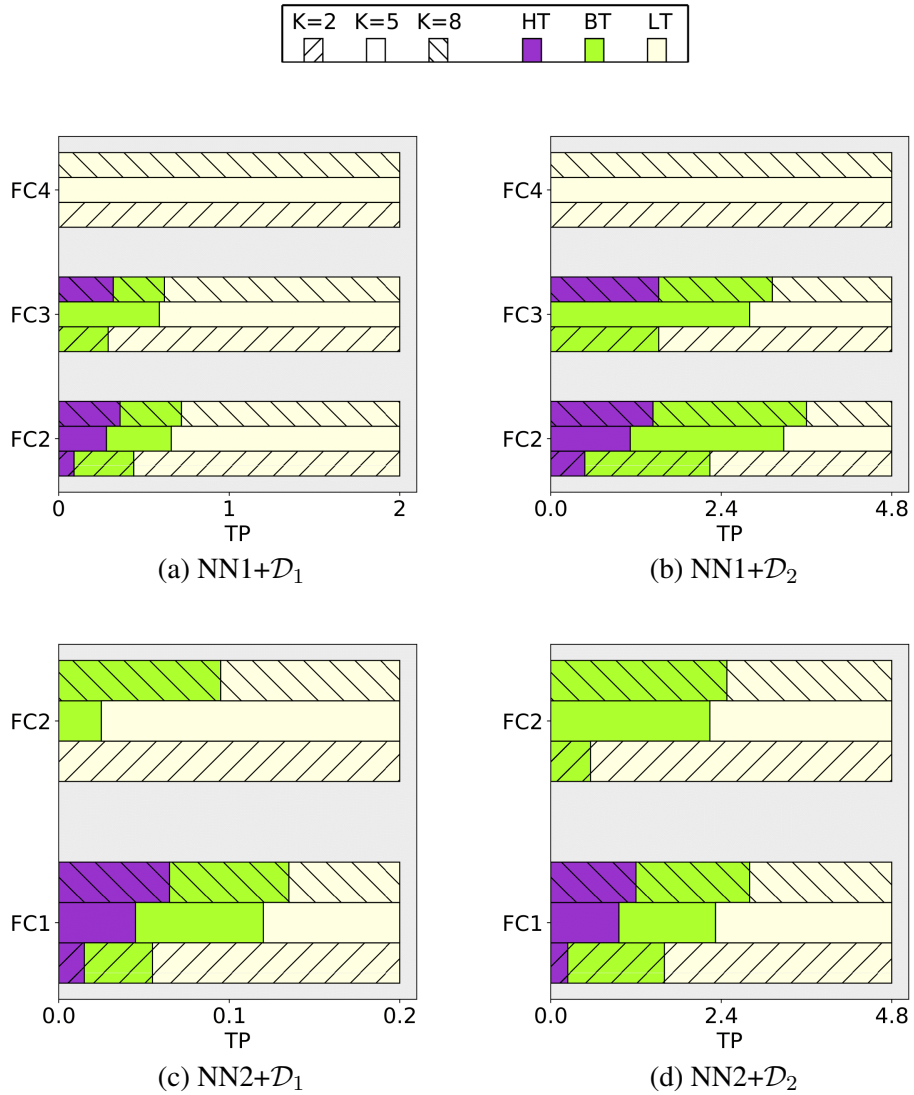 K=2 K=5 K=8 HT BT LT
FC4
FC3
FC2
0 1 2
TP
(a) NN1+𝒟₁
FC4
FC3
FC2
0.0 2.4 4.8
TP
(b) NN1+𝒟₂
FC2
FC1
0.0 0.1 0.2
TP
(c) NN2+𝒟₁
FC2
FC1
0.0 2.4 4.8
TP
(d) NN2+𝒟₂